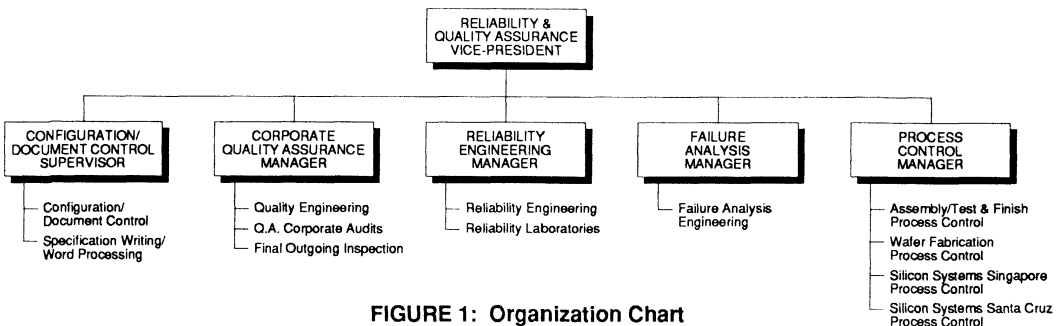 RELIABILITY &
QUALITY ASSURANCE
VICE-PRESIDENT
CONFIGURATION/
DOCUMENT CONTROL
SUPERVISOR
Configuration/
Document Control
Specification Writing/
Word Processing
CORPORATE
QUALITY ASSURANCE
MANAGER
Quality Engineering
Q.A. Corporate Audits
Final Outgoing Inspection
RELIABILITY
ENGINEERING
MANAGER
Reliability Engineering
Reliability Laboratories
FAILURE
ANALYSIS
MANAGER
Failure Analysis
Engineering
PROCESS
CONTROL
MANAGER
Assembly/Test & Finish
Process Control
Wafer Fabrication
Process Control
Silicon Systems Singapore
Process Control
Silicon Systems Santa Cruz
Process Control
FIGURE 1: Organization Chart